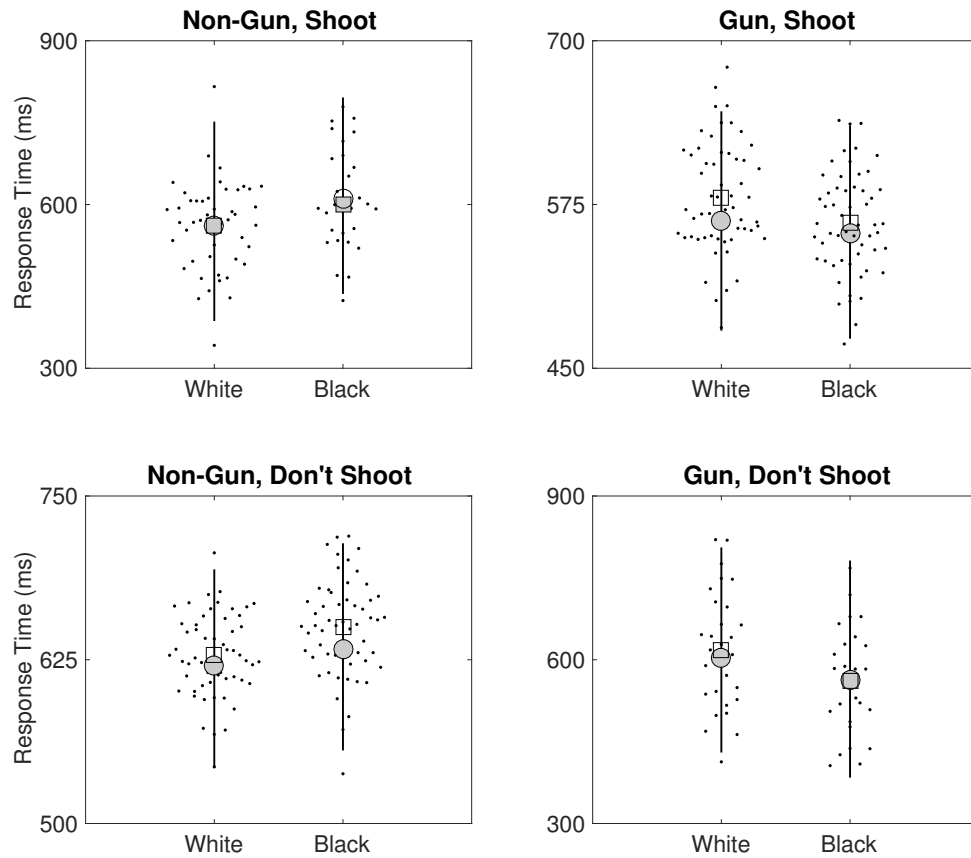 Non-Gun, Shoot
Response Time (ms)
900
600
300
White
Black
Gun, Shoot
700
575
450
White
Black
Non-Gun, Don't Shoot
Response Time (ms)
750
625
500
White
Black
Gun, Don't Shoot
900
600
300
White
Black